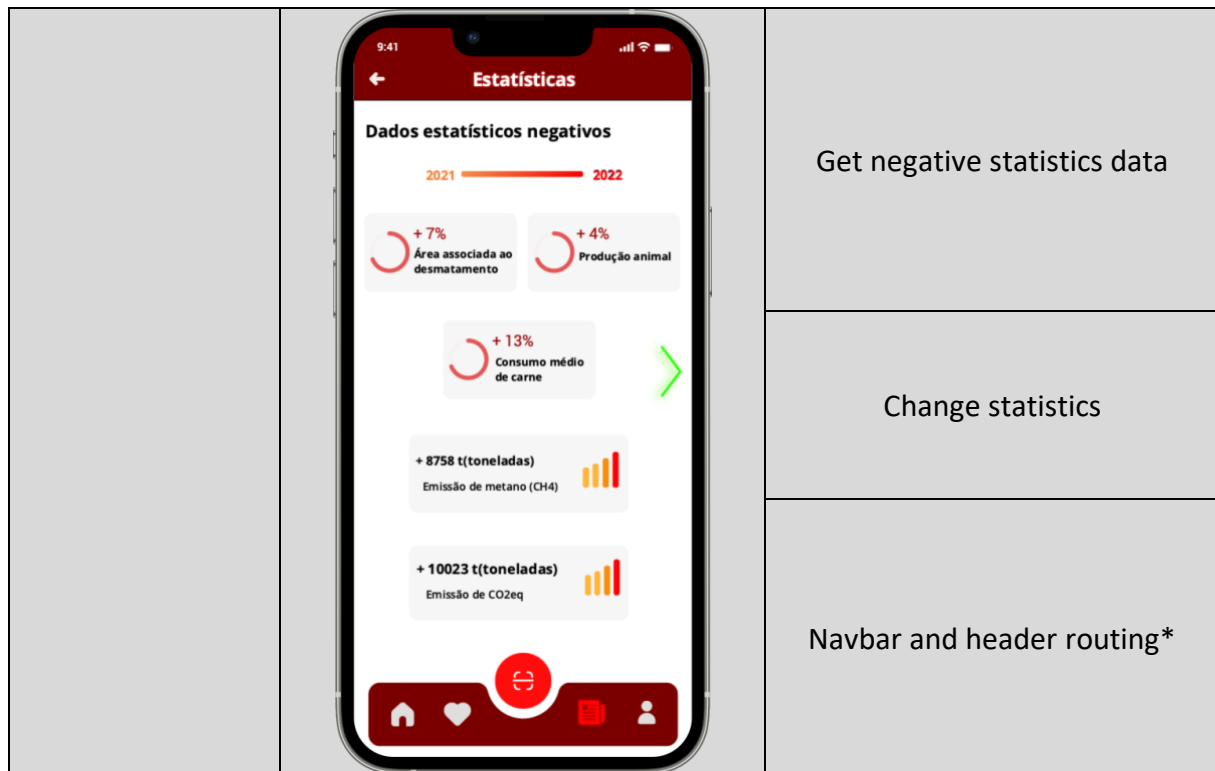 9:41
Estatísticas
Dados estatísticos negativos
2021 2022
+ 7%
Área associada ao
desmatamento
+ 4%
Produção animal
+ 13%
Consumo médio
de carne
+ 8758 t(toneladas)
Emissão de metano (CH4)
+ 10023 t(toneladas)
Emissão de CO2eq
Get negative statistics data
Change statistics
Navbar and header routing*